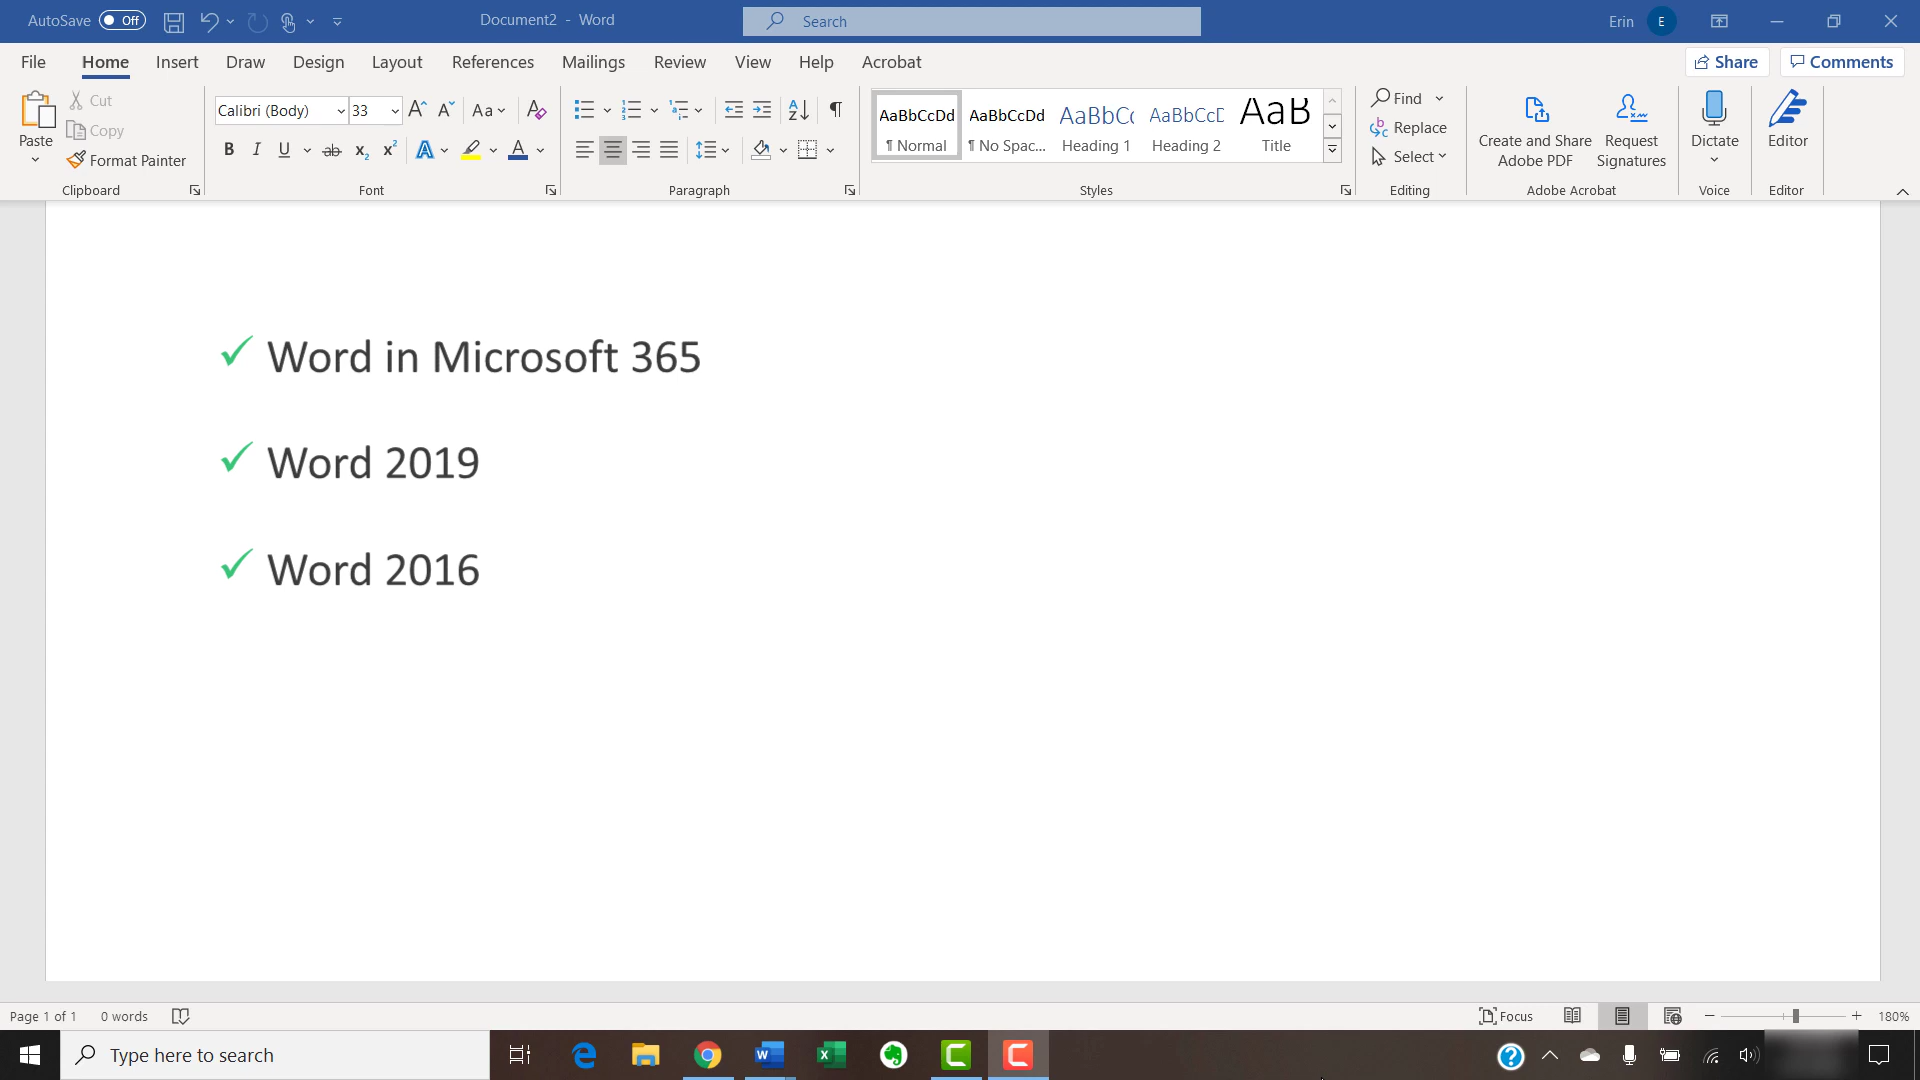 AutoSave Off Document2 - Word Search Erin E
File Home Insert Draw Design Layout References Mailings Review View Help Acrobat Share Comments
Paste Cut Copy Format Painter
Clipboard
Calibri (Body) 33 Aa
B I U ab x2 x2 A A
Font
Paragraph
AaBbCcDd AaBbCcDd AaBbCc AaBbCcD AaB
¶ Normal ¶ No Spac... Heading 1 Heading 2 Title
Styles
Find
Replace
Select
Editing
Create and Share Adobe PDF
Request Signatures
Adobe Acrobat
Dictate
Voice
Editor
Editor
Word in Microsoft 365
Word 2019
Word 2016
Page 1 of 1 0 words Focus 180%
Type here to search